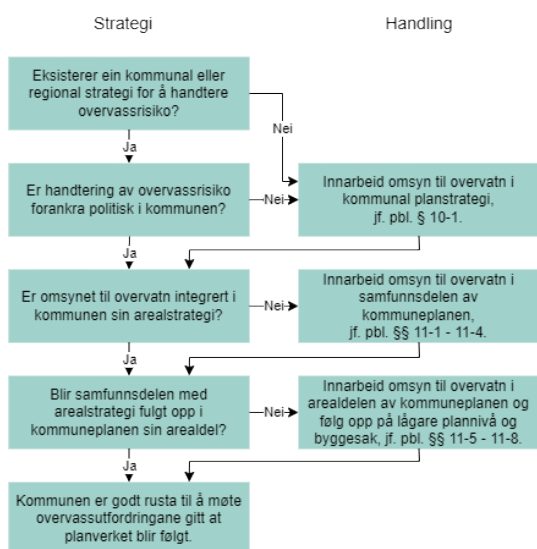 Strategi
Handling
Eksisterer ein kommunal eller
regional strategi for å handtere
overvassrisiko?
Nei
Ja
Er handtering av overvassrisiko
forankra politisk i kommunen?
Nei
Innarbeid omsyn til overvatn i
kommunal planstrategi,
jf. pbl. § 10-1.
Ja
Er omsynet til overvatn integrert i
kommunen sin arealstrategi?
Nei
Innarbeid omsyn til overvatn i
samfunnsdelen av
kommuneplanen,
jf. pbl. §§ 11-1 - 11-4.
Ja
Blir samfunnsdelen med
arealstrategi fulgt opp i
kommuneplanen sin arealdel?
Nei
Innarbeid omsyn til overvatn i
arealdelen av kommuneplanen og
følg opp på lågare plannivå og
byggesak, jf. pbl. §§ 11-5 - 11-8.
Ja
Kommunen er godt rusta til å møte
overvassutfordringane gitt at
planverket blir følgt.